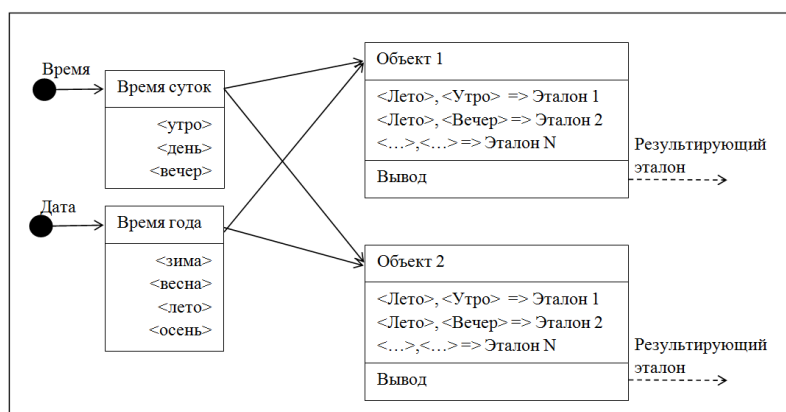 Время
Время суток
<утро>
<день>
<вечер>
Дата
Время года
<зима>
<весна>
<лето>
<осень>
Объект 1
<Лето>, <Утро> => Эталон 1
<Лето>, <Вечер> => Эталон 2
<...>,<...> => Эталон N
Вывод
Результирующий
эталон
Объект 2
<Лето>, <Утро> => Эталон 1
<Лето>, <Вечер> => Эталон 2
<...>,<...> => Эталон N
Вывод
Результирующий
эталон